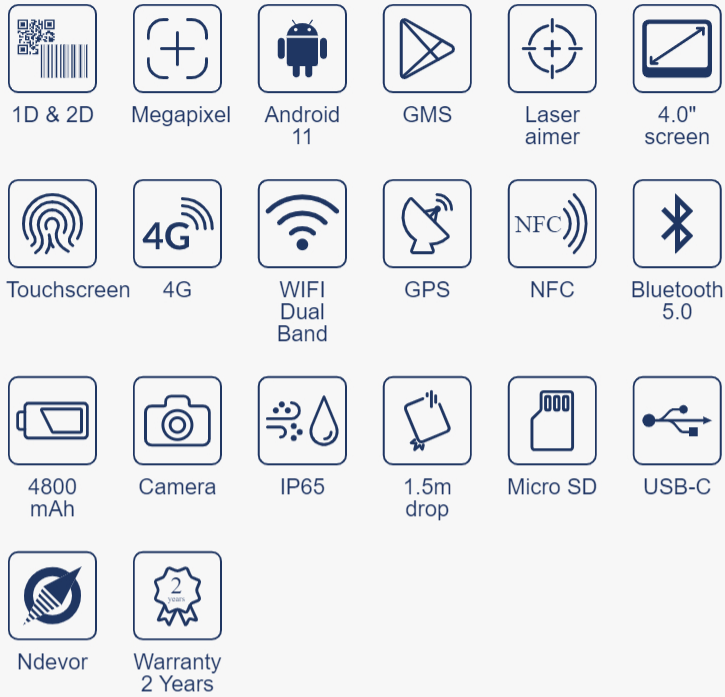 1D & 2D
Megapixel
Android
11
GMS
Laser
aimer
4.0"
screen
Touchscreen
4G
4G
WIFI
Dual
Band
GPS
NFC
NFC
Bluetooth
5.0
4800
mAh
Camera
IP65
1.5m
drop
Micro SD
USB-C
Ndevor
2
years
Warranty
2 Years